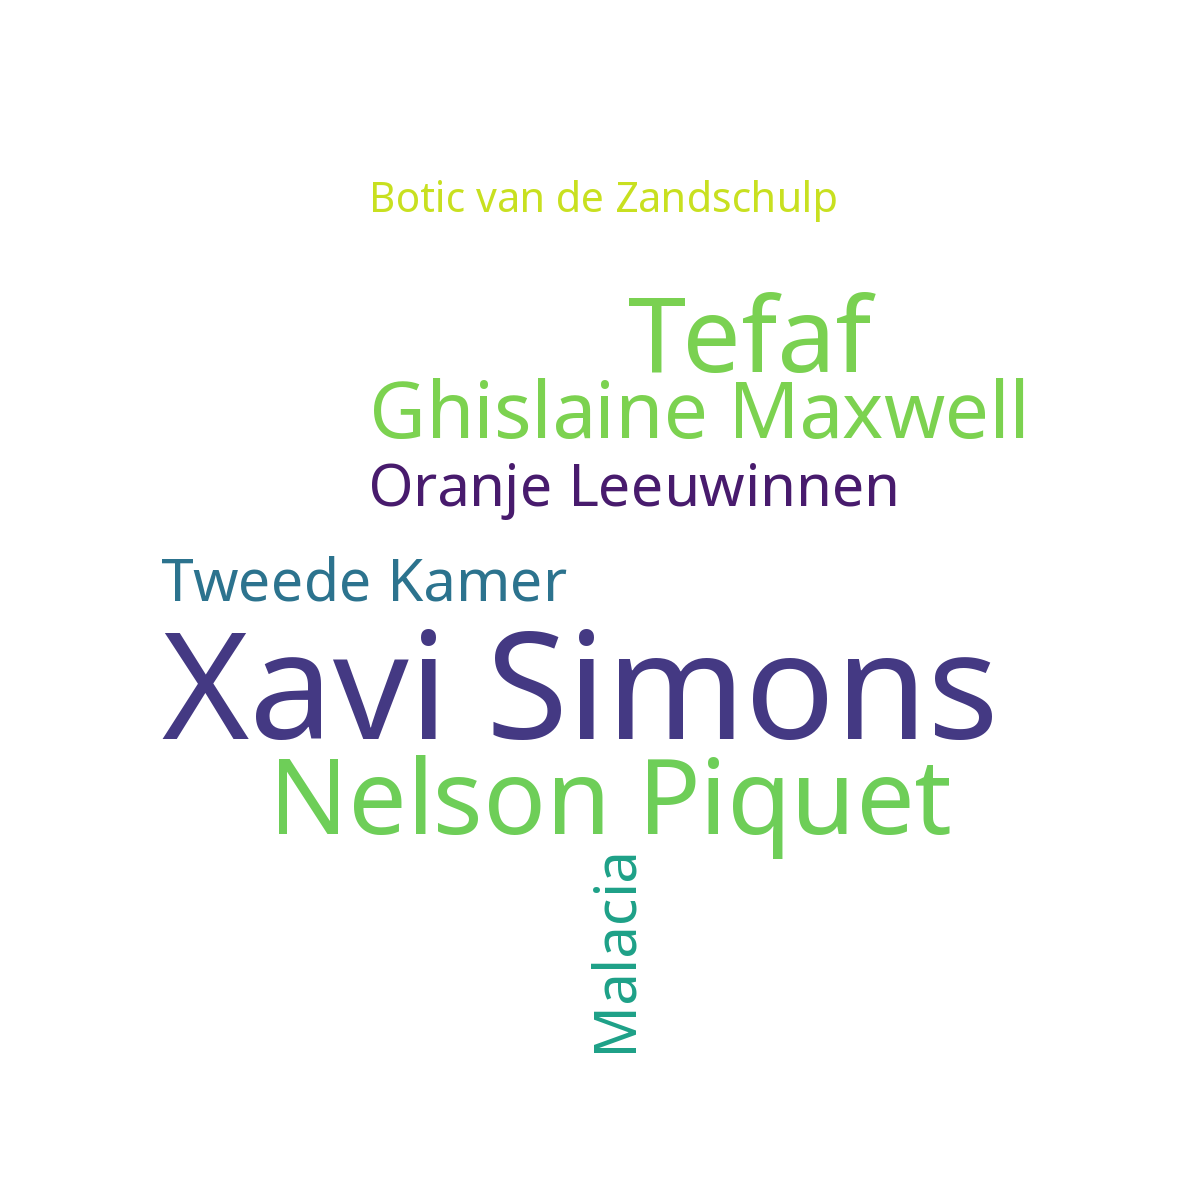 Botic van de Zandschulp
Tefaf
Ghislaine Maxwell
Oranje Leeuwinnen
Tweede Kamer
Xavi Simons
Nelson Piquet
Malacia